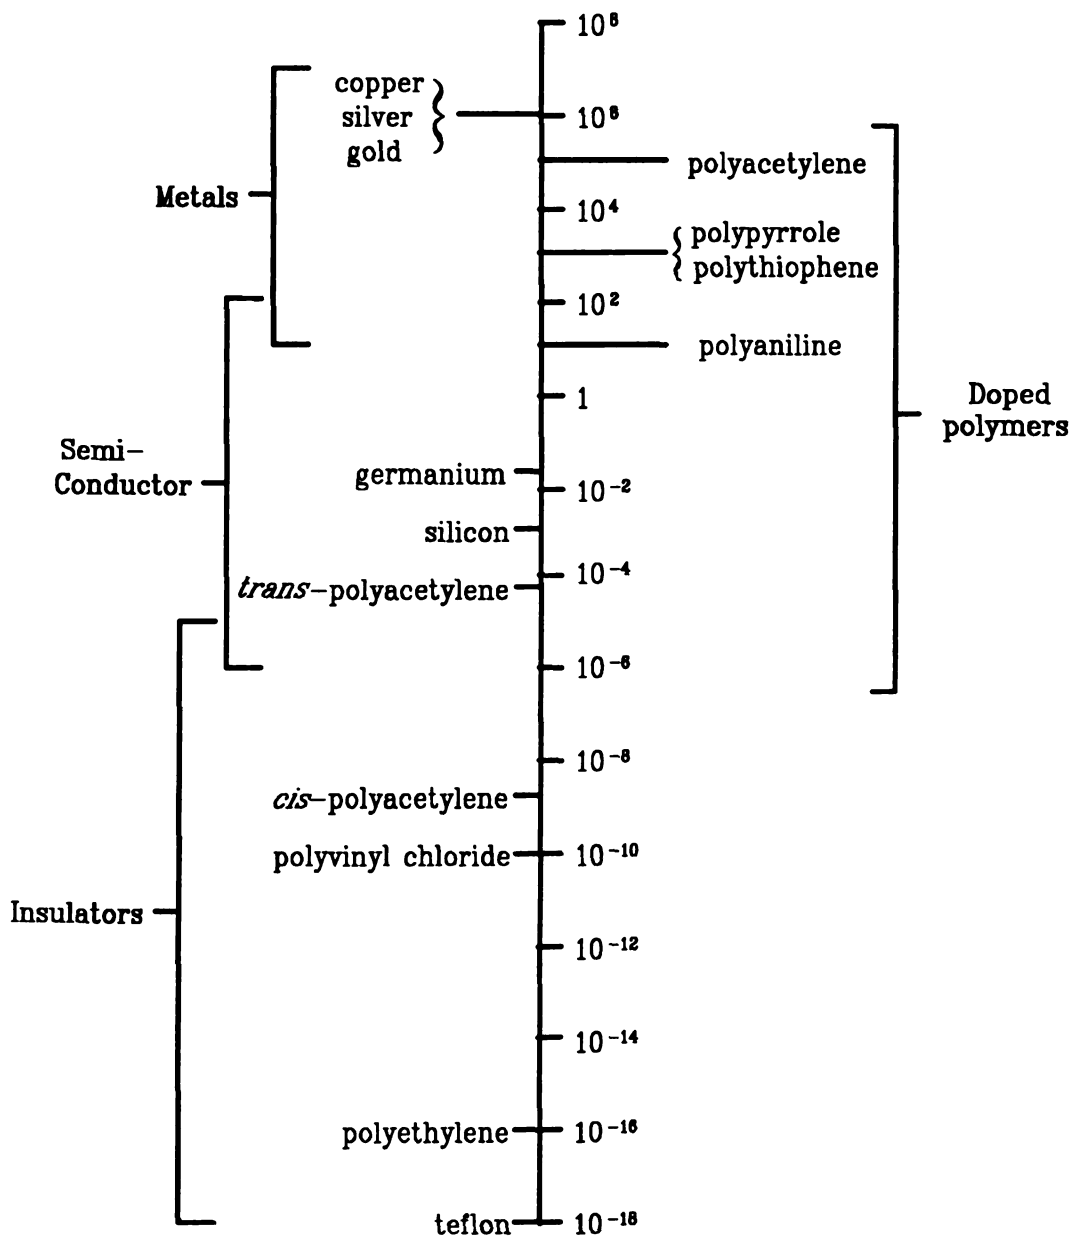 10⁸
copper
silver
gold
10⁶
polyacetylene
Metals
10⁴
polypyrrole
polythiophene
10²
polyaniline
1
Doped
polymers
Semi-
Conductor
germanium
10⁻²
silicon
10⁻⁴
trans-polyacetylene
10⁻⁶
10⁻⁸
cis-polyacetylene
polyvinyl chloride
10⁻¹⁰
Insulators
10⁻¹²
10⁻¹⁴
polyethylene
10⁻¹⁶
teflon
10⁻¹⁸